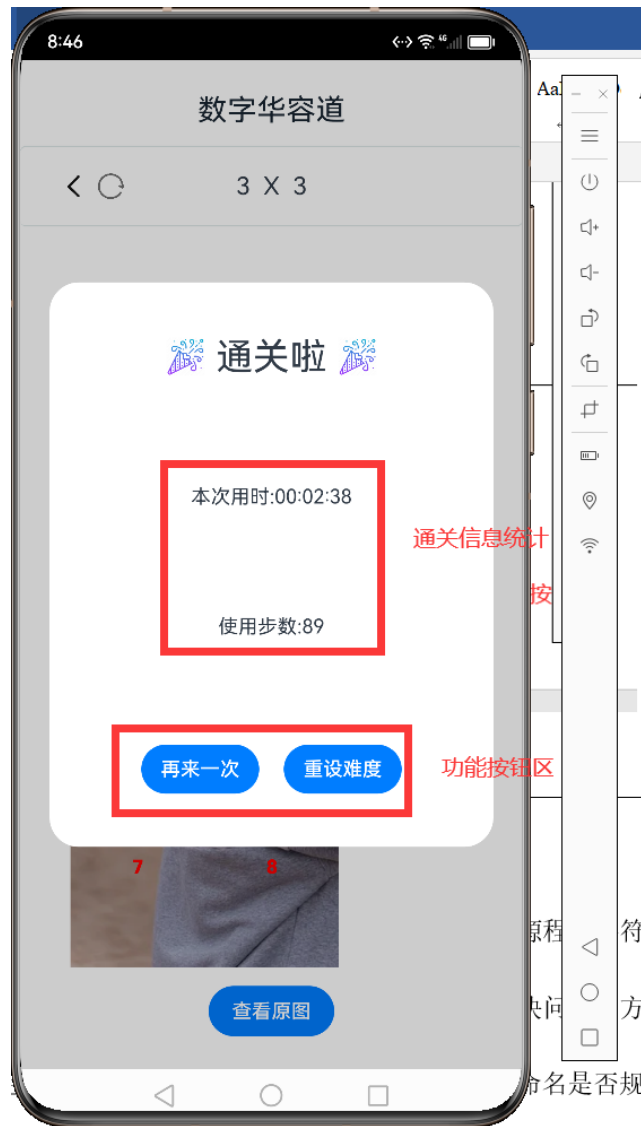 8:46
Aa
数字华容道
3 X 3
通关啦
本次用时:00:02:38
通关信息统计
按
使用步数:89
再来一次
重设难度
功能按钮区
7
8
原程
符
查看原图
决问
方
命名是否规